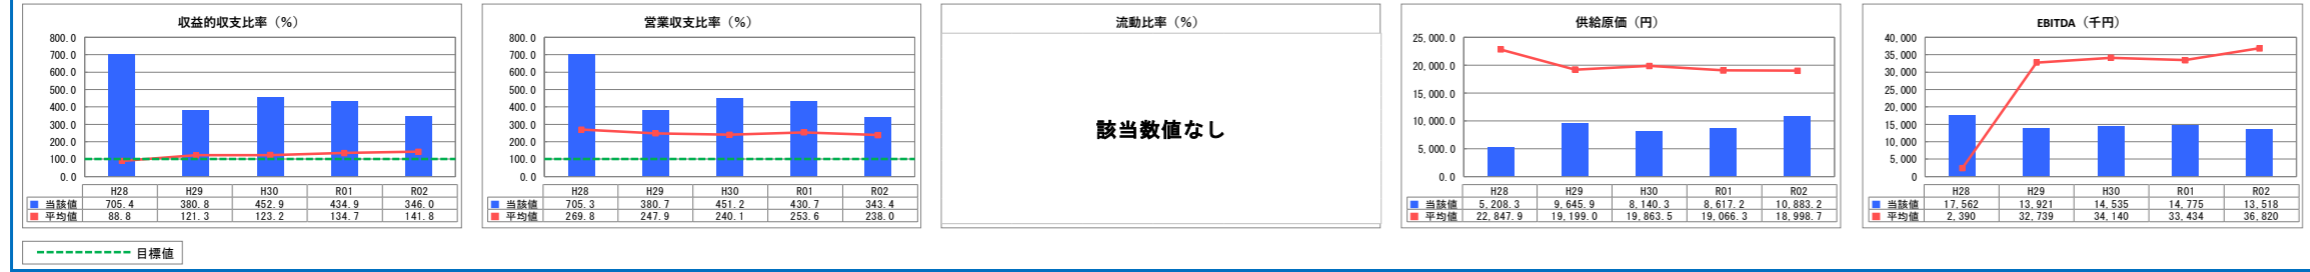 収益的収支比率（％）
800.0
700.0
600.0
500.0
400.0
300.0
200.0
100.0
0.0
H28 H29 H30 R01 R02
当該値 705.4 380.8 452.9 434.9 346.0
平均値 88.8 121.3 123.2 134.7 141.8
営業収支比率（％）
800.0
700.0
600.0
500.0
400.0
300.0
200.0
100.0
0.0
H28 H29 H30 R01 R02
当該値 705.3 380.7 451.2 430.7 343.4
平均値 269.8 247.9 240.1 253.6 238.0
流動比率（％）
該当数値なし
供給原価（円）
25,000.0
20,000.0
15,000.0
10,000.0
5,000.0
0.0
H28 H29 H30 R01 R02
当該値 5,208.3 9,645.9 8,140.3 8,617.2 10,883.2
平均値 22,847.9 19,199.0 19,863.5 19,066.3 18,998.7
EBITDA（千円）
40,000
35,000
30,000
25,000
20,000
15,000
10,000
5,000
0
H28 H29 H30 R01 R02
当該値 17,562 13,921 14,535 14,775 13,518
平均値 2,390 32,739 34,140 33,434 36,820
目標値